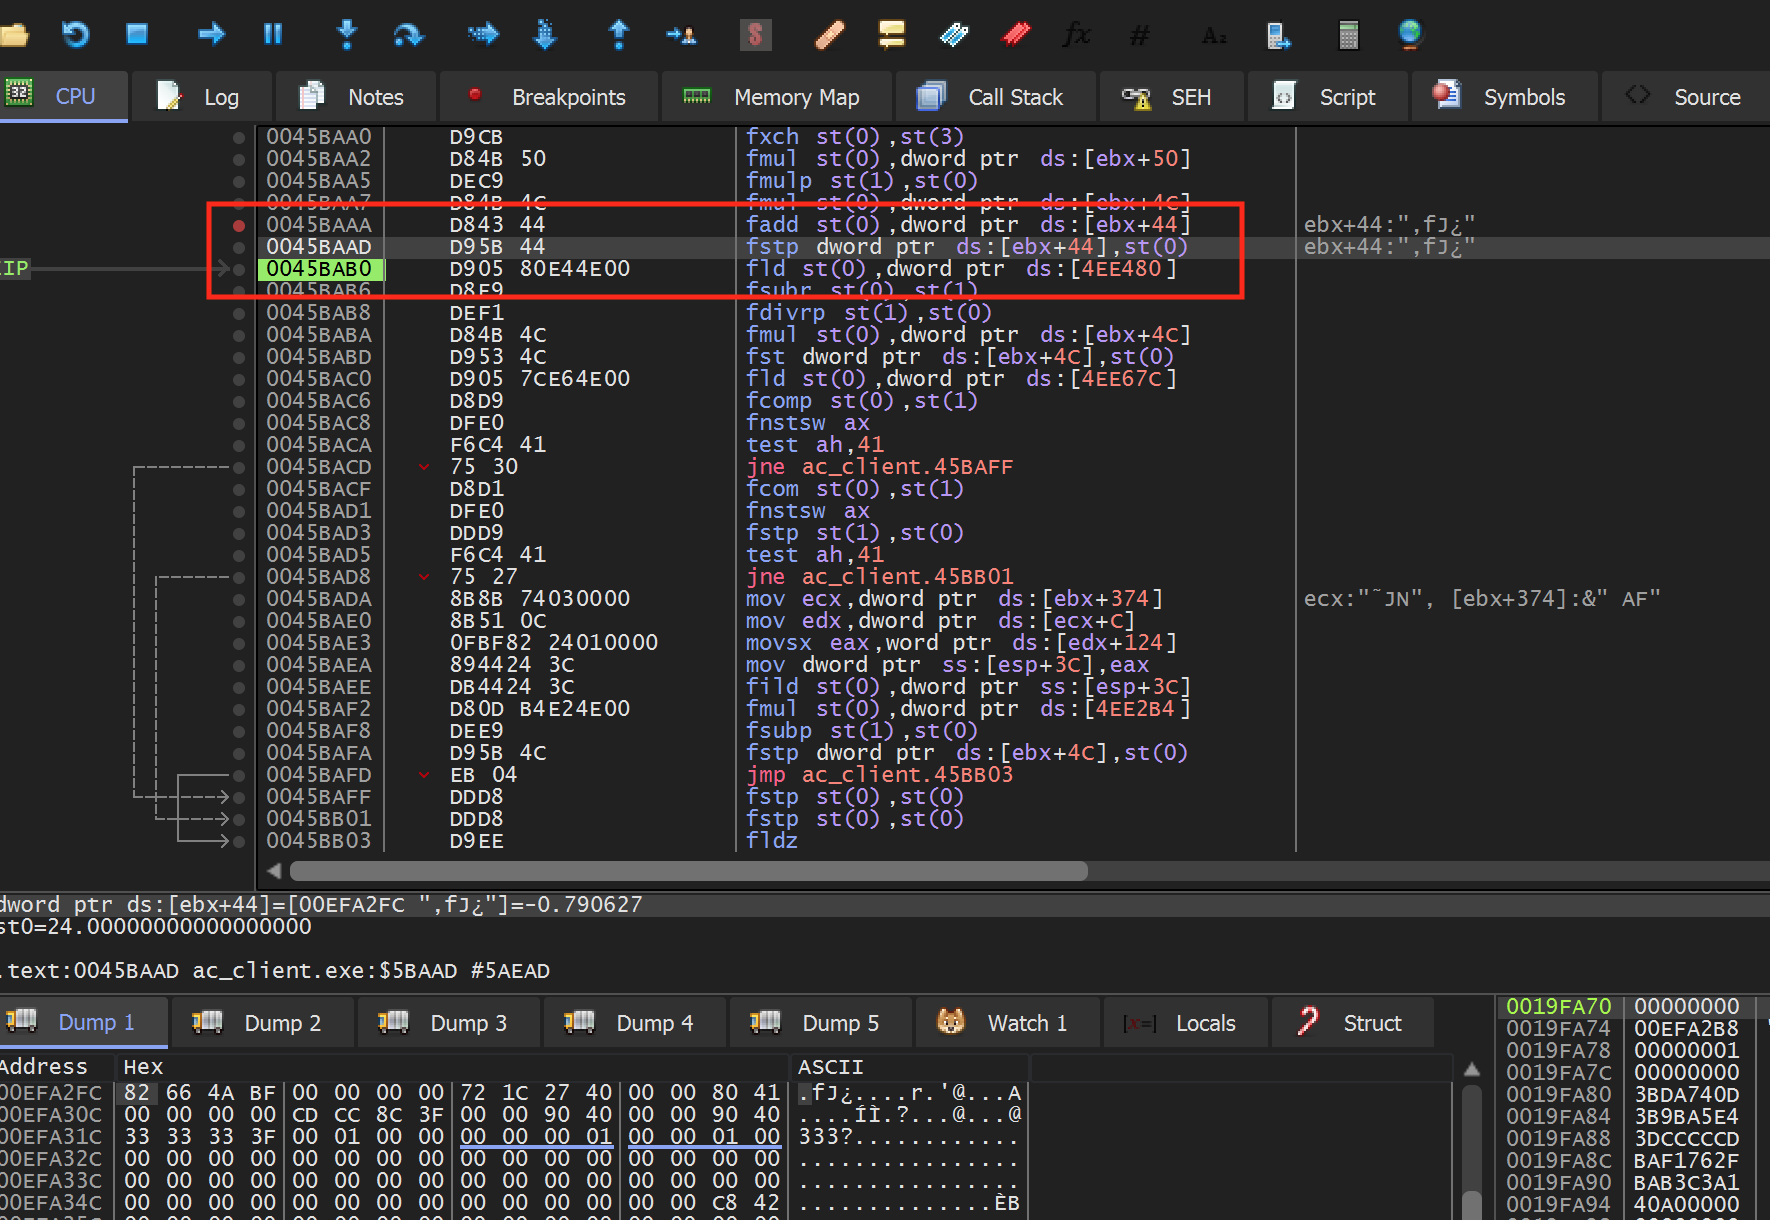 S
fx
#
A₂
32
CPU
Log
Notes
Breakpoints
Memory Map
Call Stack
SEH
Script
Symbols
Source
0045BAA0 D9CB fxch st(0),st(3)
0045BAA2 D84B 50 fmul st(0),dword ptr ds:[ebx+50]
0045BAA5 DEC9 fmulp st(1),st(0)
0045BAA7 D84B 4C fmul st(0),dword ptr ds:[ebx+4C]
0045BAAA D843 44 fadd st(0),dword ptr ds:[ebx+44] ebx+44:",fJ¿"
0045BAAD D95B 44 fstp dword ptr ds:[ebx+44],st(0) ebx+44:",fJ¿"
IP 0045BAB0 D905 80E44E00 fld st(0),dword ptr ds:[4EE480]
0045BAB6 D8E9 fsubr st(0),st(1)
0045BAB8 DEF1 fdivrp st(1),st(0)
0045BABA D84B 4C fmul st(0),dword ptr ds:[ebx+4C]
0045BABD D953 4C fst dword ptr ds:[ebx+4C],st(0)
0045BAC0 D905 7CE64E00 fld st(0),dword ptr ds:[4EE67C]
0045BAC6 D8D9 fcomp st(0),st(1)
0045BAC8 DFE0 fnstsw ax
0045BACA F6C4 41 test ah,41
0045BACD 75 30 jne ac_client.45BAFF
0045BACF D8D1 fcom st(0),st(1)
0045BAD1 DFE0 fnstsw ax
0045BAD3 DDD9 fstp st(1),st(0)
0045BAD5 F6C4 41 test ah,41
0045BAD8 75 27 jne ac_client.45BB01
0045BADA 8B8B 74030000 mov ecx,dword ptr ds:[ebx+374] ecx:"˜JN", [ebx+374]:&" AF"
0045BAE0 8B51 0C mov edx,dword ptr ds:[ecx+C]
0045BAE3 0FBF82 24010000 movsx eax,word ptr ds:[edx+124]
0045BAEA 894424 3C mov dword ptr ss:[esp+3C],eax
0045BAEE DB4424 3C fild st(0),dword ptr ss:[esp+3C]
0045BAF2 D80D B4E24E00 fmul st(0),dword ptr ds:[4EE2B4]
0045BAF8 DEE9 fsubp st(1),st(0)
0045BAFA D95B 4C fstp dword ptr ds:[ebx+4C],st(0)
0045BAFD EB 04 jmp ac_client.45BB03
0045BAFF DDD8 fstp st(0),st(0)
0045BB01 DDD8 fstp st(0),st(0)
0045BB03 D9EE fldz
dword ptr ds:[ebx+44]=[00EFA2FC ",fJ¿"]=-0.790627
st0=24.00000000000000000
.text:0045BAAD ac_client.exe:$5BAAD #5AEAD
Dump 1
Dump 2
Dump 3
Dump 4
Dump 5
Watch 1
[x=] Locals
Struct
Address Hex ASCII
00EFA2FC 82 66 4A BF 00 00 00 00 72 1C 27 40 00 00 80 41 .fJ¿....r.'@...A
00EFA30C 00 00 00 00 CD CC 8C 3F 00 00 90 40 00 00 90 40 ....ÍÌ.?...@...@
00EFA31C 33 33 33 3F 00 01 00 00 00 00 00 01 00 00 01 00 333?............
00EFA32C 00 00 00 00 00 00 00 00 00 00 00 00 00 00 00 00 ................
00EFA33C 00 00 00 00 00 00 00 00 00 00 00 00 00 00 00 00 ................
00EFA34C 00 00 00 00 00 00 00 00 00 00 00 00 00 00 C8 42 ..............ÈB
0019FA70 00000000
0019FA74 00EFA2B8
0019FA78 00000001
0019FA7C 00000000
0019FA80 3BDA740D
0019FA84 3B9BA5E4
0019FA88 3DCCCCCD
0019FA8C BAF1762F
0019FA90 BAB3C3A1
0019FA94 40A00000